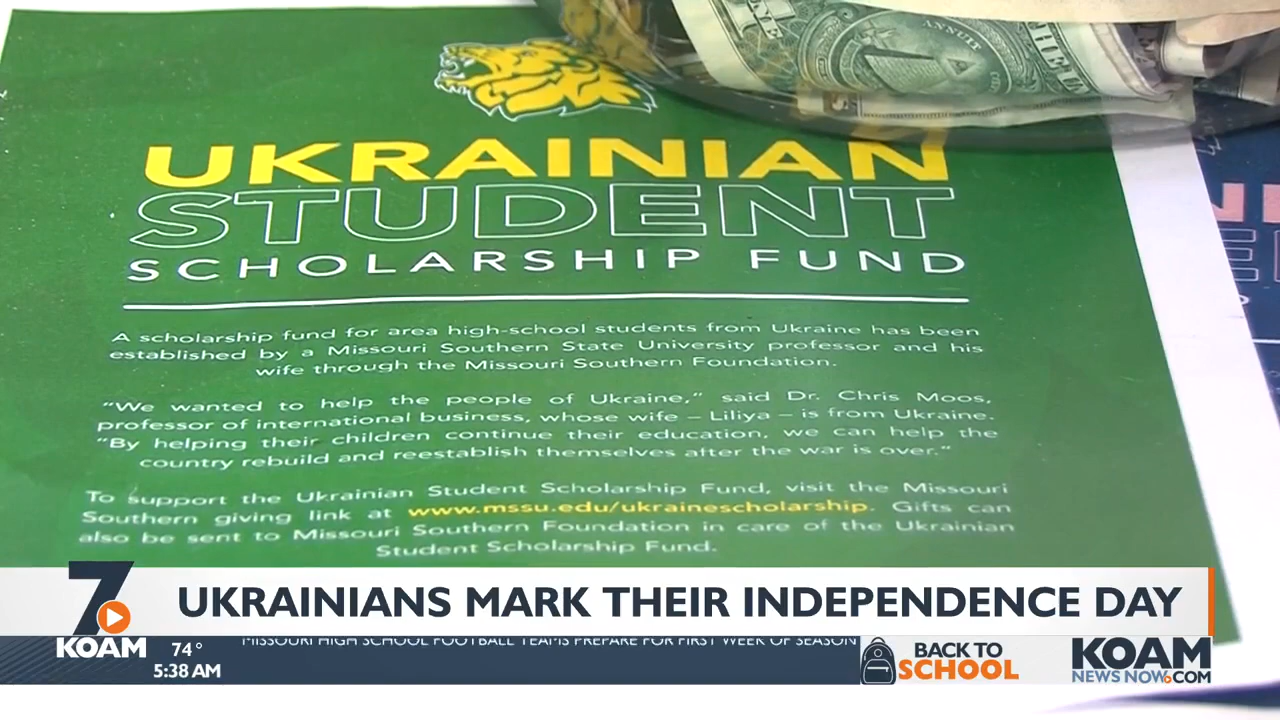 ONE
ANNUIT
UKRAINIAN
STUDENT
SCHOLARSHIP FUND
A scholarship fund for area high-school students from Ukraine has been
established by a Missouri Southern State University professor and his
wife through the Missouri Southern Foundation.
"We wanted to help the people of Ukraine," said Dr. Chris Moos,
professor of international business, whose wife – Liliya – is from Ukraine.
"By helping their children continue their education, we can help the
country rebuild and reestablish themselves after the war is over."
To support the Ukrainian Student Scholarship Fund, visit the Missouri
Southern giving link at www.mssu.edu/ukrainescholarship. Gifts can
also be sent to Missouri Southern Foundation in care of the Ukrainian
Student Scholarship Fund.
7
KOAM
UKRAINIANS MARK THEIR INDEPENDENCE DAY
74°
5:38 AM
MISSOURI HIGH SCHOOL FOOTBALL TEAMS PREPARE FOR FIRST WEEK OF SEASON
BACK TO
SCHOOL
KOAM
NEWS NOW.COM